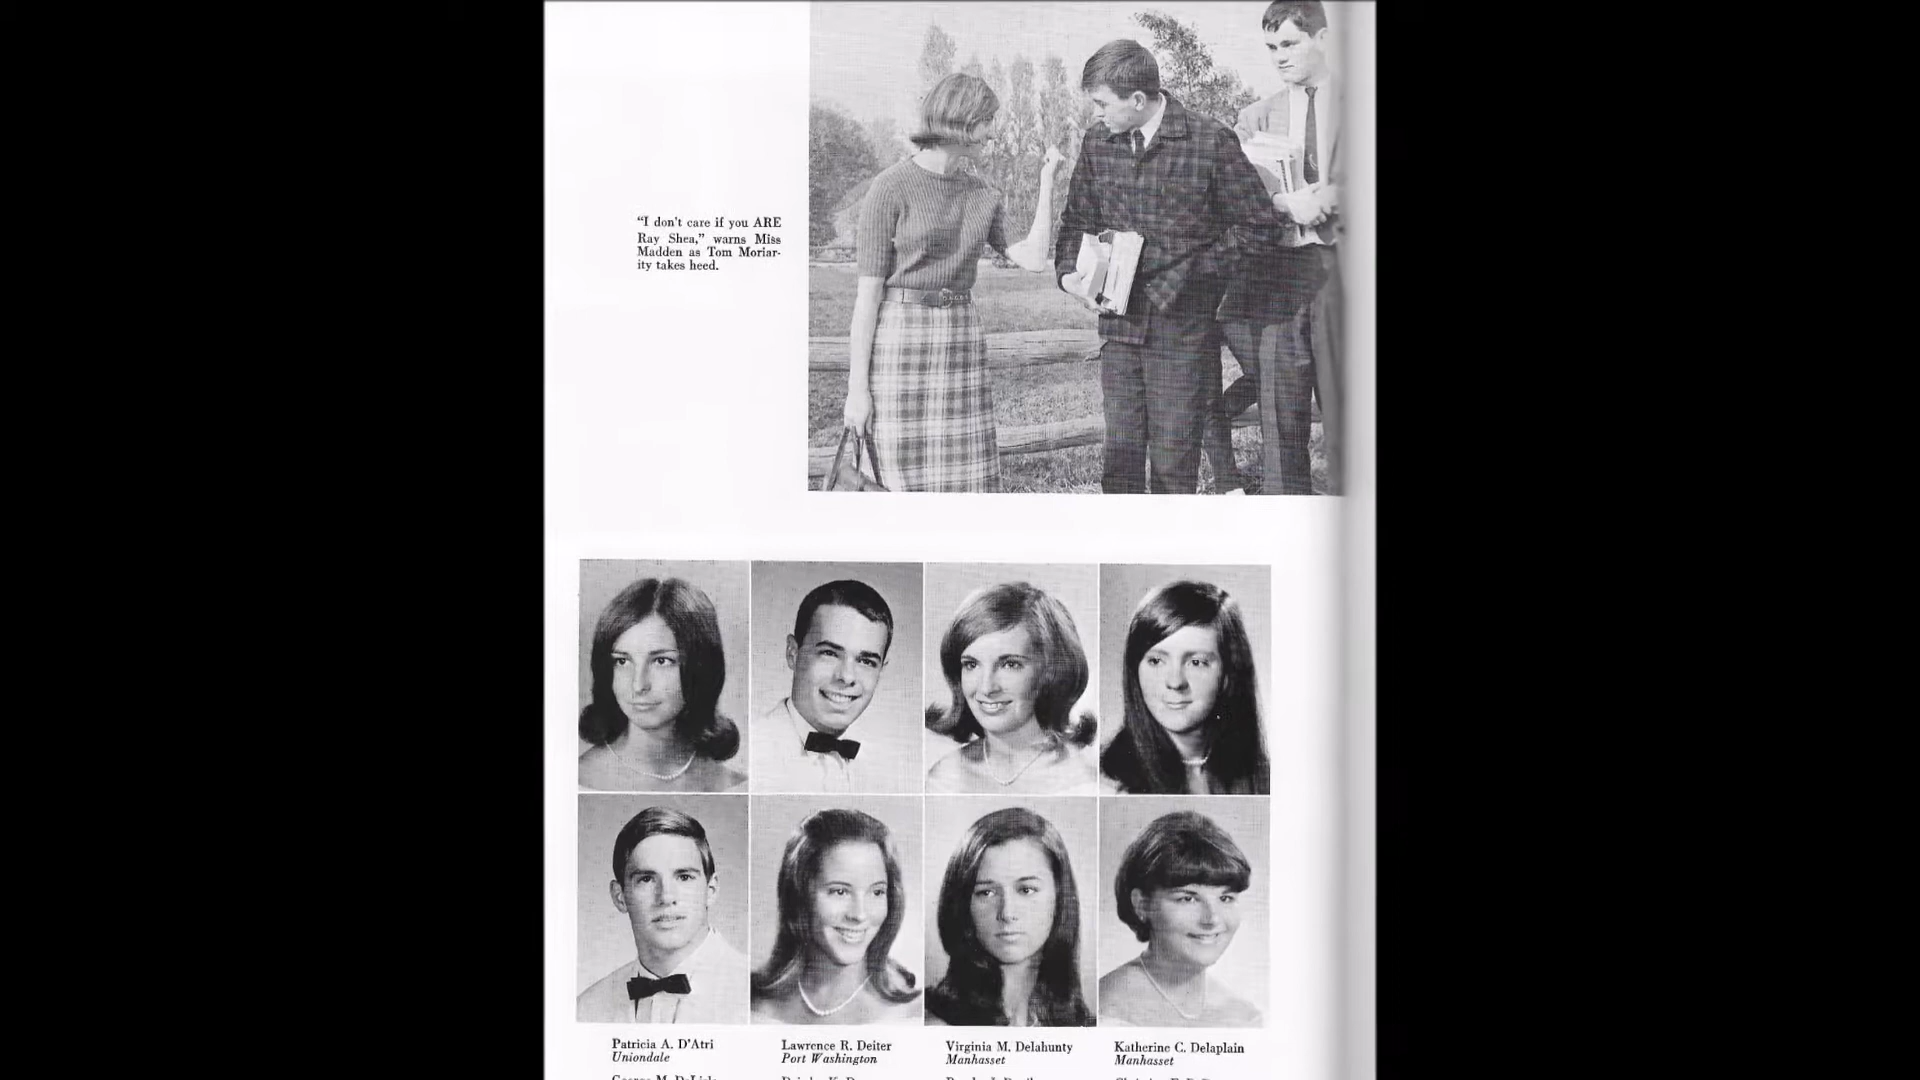 “I don't care if you ARE
Ray Shea,” warns Miss
Madden as Tom Moriar-
ity takes heed.
Patricia A. D'Atri
Uniondale
Lawrence R. Deiter
Port Washington
Virginia M. Delahunty
Manhasset
Katherine C. Delaplain
Manhasset